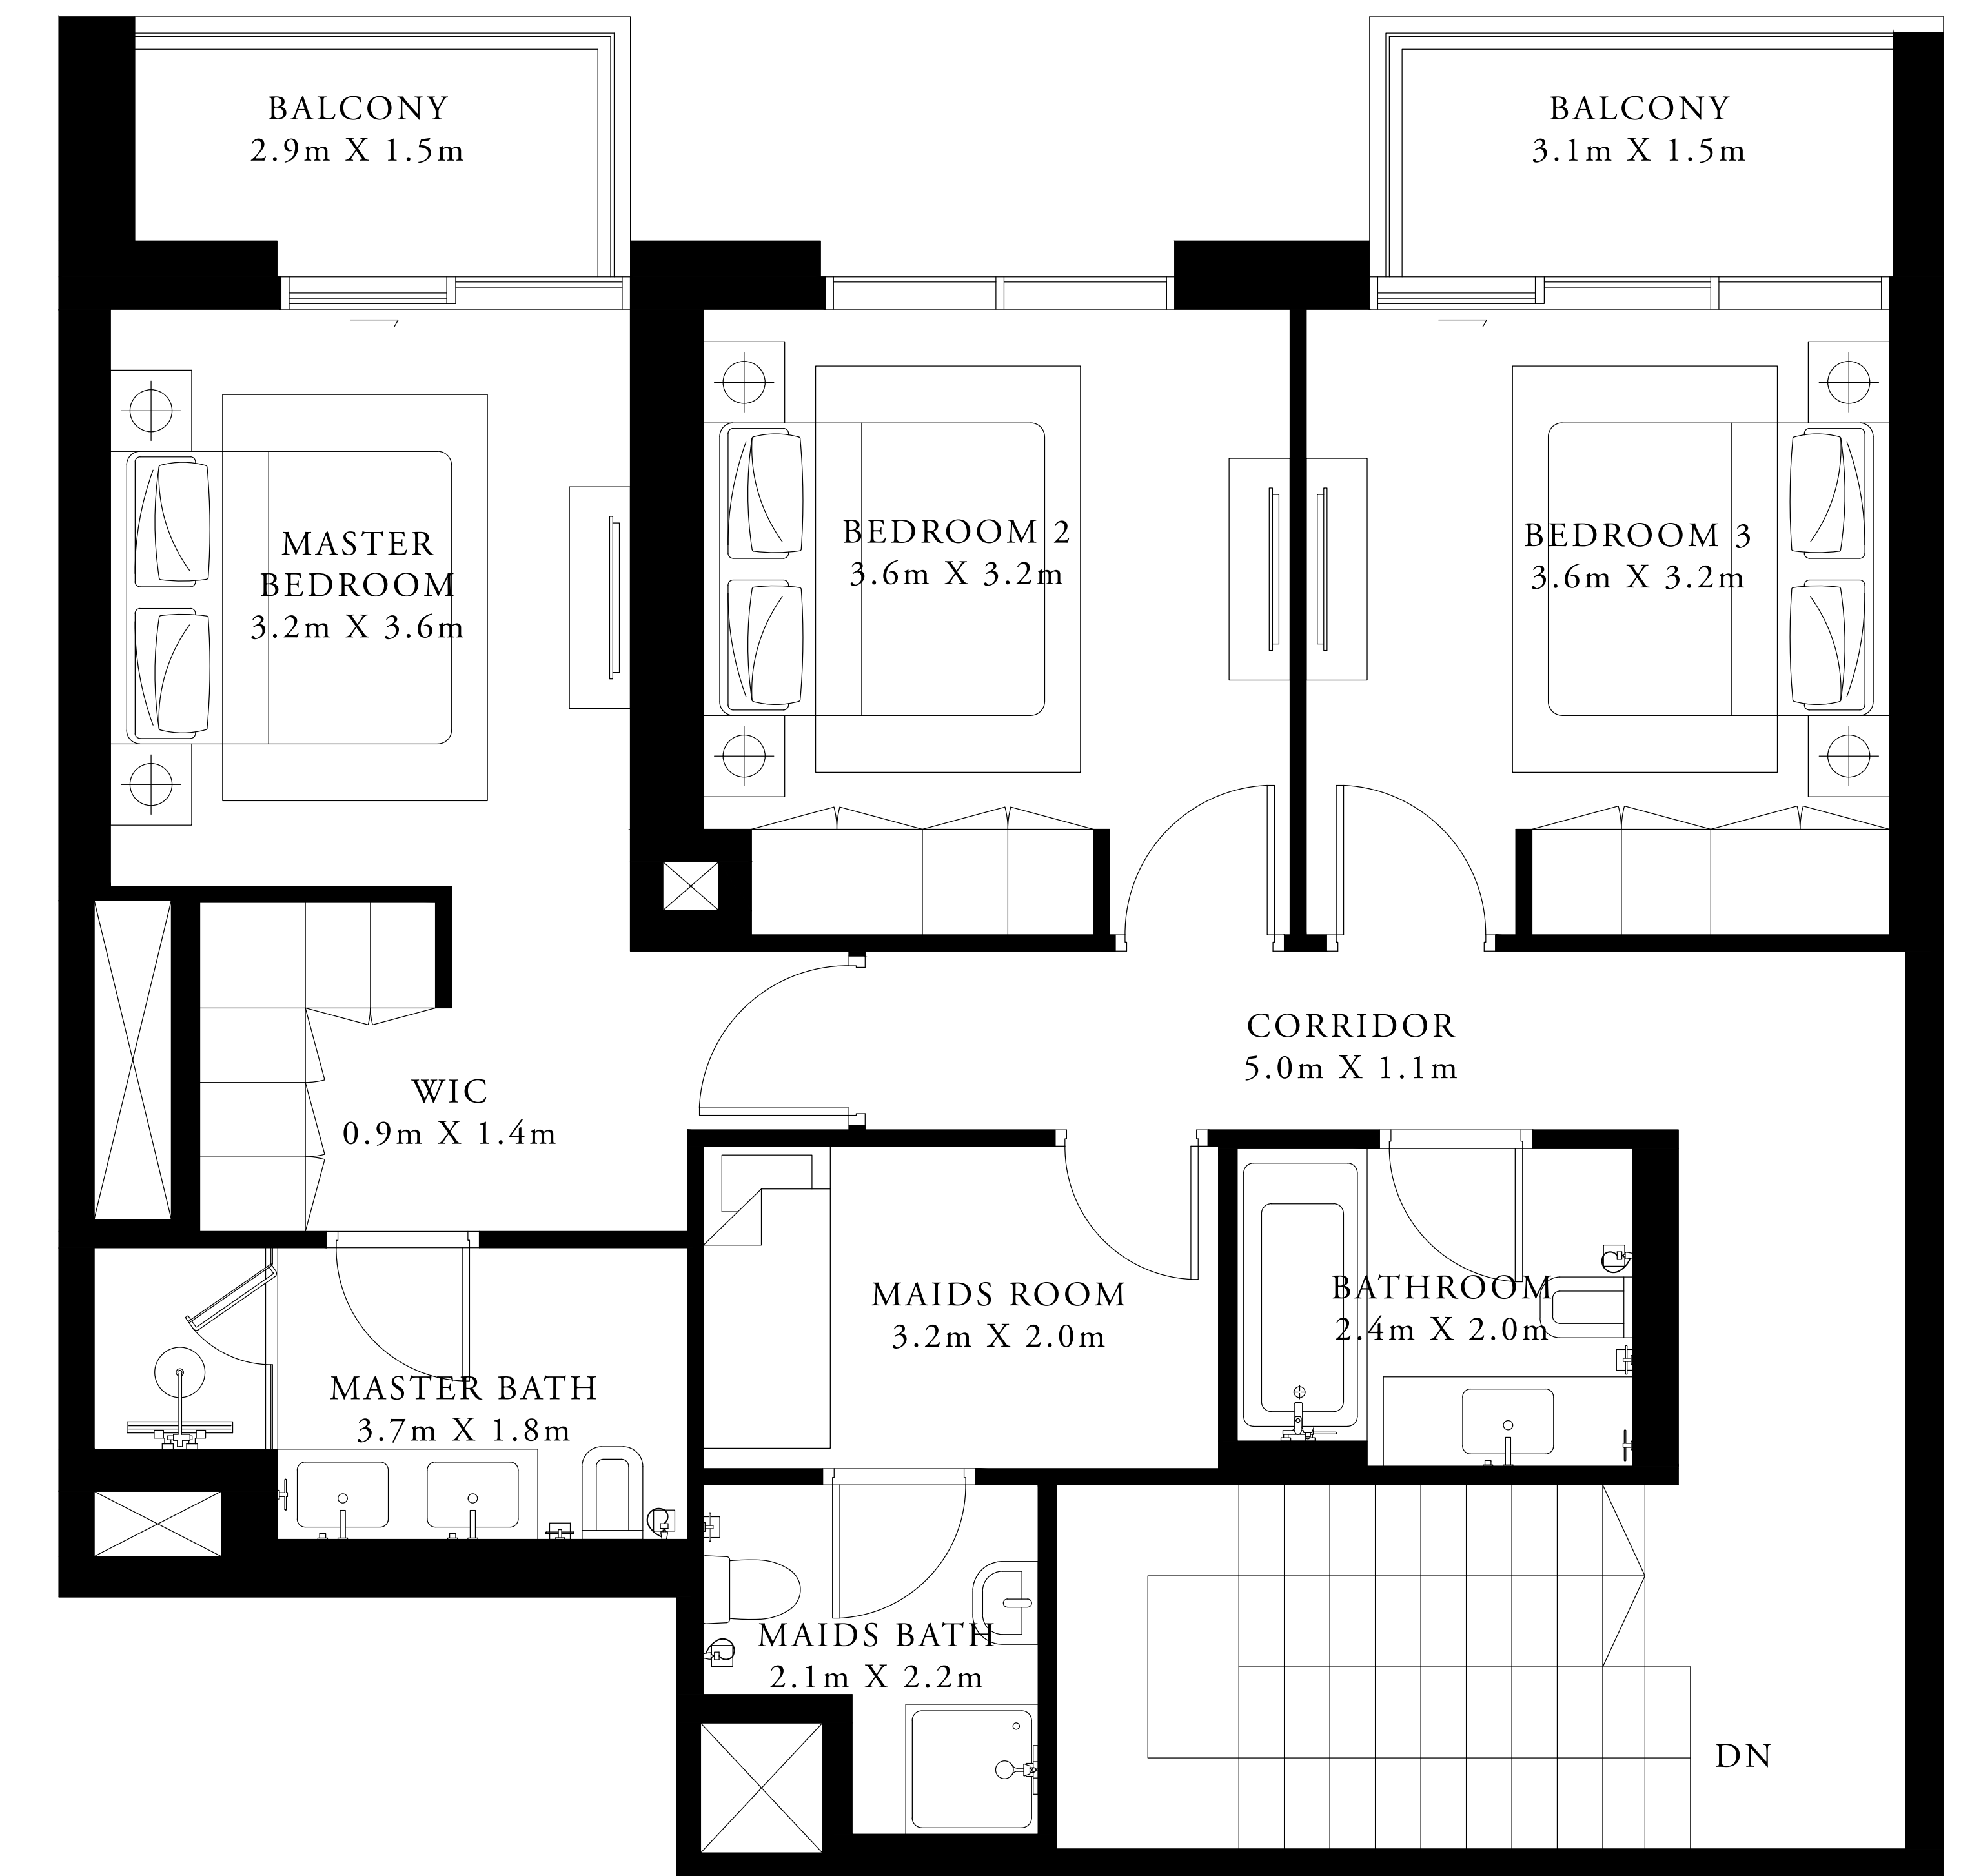 BALCONY
2.9m X 1.5m
BALCONY
3.1m X 1.5m
MASTER
BEDROOM
3.2m X 3.6m
BEDROOM 2
3.6m X 3.2m
BEDROOM 3
3.6m X 3.2m
CORRIDOR
5.0m X 1.1m
WIC
0.9m X 1.4m
MAIDS ROOM
3.2m X 2.0m
BATHROOM
2.4m X 2.0m
MASTER BATH
3.7m X 1.8m
MAIDS BATH
2.1m X 2.2m
DN